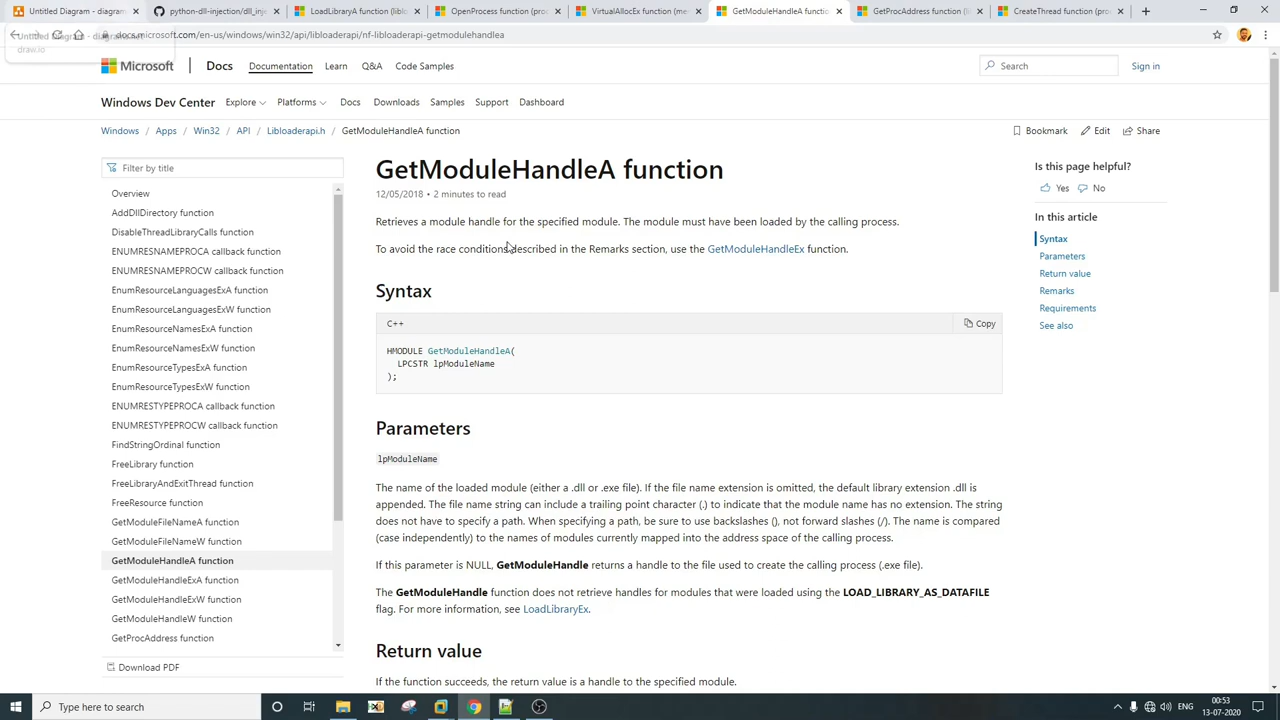 Untitled Diagram - diagram
python-dll-injection/dll_inje
LoadLibraryA function (liblo
OpenProcess function (proc
VirtualAllocEx function (mem
GetModuleHandleA function
GetProcAddress function (lib
CreateThread function (proc
Untitled Diagram - diagrams.net
draw.io
docs.microsoft.com/en-us/windows/win32/api/libloaderapi/nf-libloaderapi-getmodulehandlea
Microsoft
Docs
Documentation
Learn
Q&A
Code Samples
Search
Sign in
Windows Dev Center
Explore
Platforms
Docs
Downloads
Samples
Support
Dashboard
Windows / Apps / Win32 / API / Libloaderapi.h / GetModuleHandleA function
Bookmark
Edit
Share
Filter by title
Overview
AddDllDirectory function
DisableThreadLibraryCalls function
ENUMRESNAMEPROCA callback function
ENUMRESNAMEPROCW callback function
EnumResourceLanguagesExA function
EnumResourceLanguagesExW function
EnumResourceNamesExA function
EnumResourceNamesExW function
EnumResourceTypesExA function
EnumResourceTypesExW function
ENUMRESTYPEPROCA callback function
ENUMRESTYPEPROCW callback function
FindStringOrdinal function
FreeLibrary function
FreeLibraryAndExitThread function
FreeResource function
GetModuleFileNameA function
GetModuleFileNameW function
GetModuleHandleA function
GetModuleHandleExA function
GetModuleHandleExW function
GetModuleHandleW function
GetProcAddress function
Download PDF
GetModuleHandleA function
12/05/2018 • 2 minutes to read
Retrieves a module handle for the specified module. The module must have been loaded by the calling process.
To avoid the race conditions described in the Remarks section, use the GetModuleHandleEx function.
Syntax
C++
Copy
HMODULE GetModuleHandleA(
LPCSTR lpModuleName
);
Parameters
lpModuleName
The name of the loaded module (either a .dll or .exe file). If the file name extension is omitted, the default library extension .dll is
appended. The file name string can include a trailing point character (.) to indicate that the module name has no extension. The string
does not have to specify a path. When specifying a path, be sure to use backslashes (), not forward slashes (/). The name is compared
(case independently) to the names of modules currently mapped into the address space of the calling process.
If this parameter is NULL, GetModuleHandle returns a handle to the file used to create the calling process (.exe file).
The GetModuleHandle function does not retrieve handles for modules that were loaded using the LOAD_LIBRARY_AS_DATAFILE
flag. For more information, see LoadLibraryEx.
Return value
If the function succeeds, the return value is a handle to the specified module.
Is this page helpful?
Yes
No
In this article
Syntax
Parameters
Return value
Remarks
Requirements
See also
Type here to search
ENG
00:53
13-07-2020